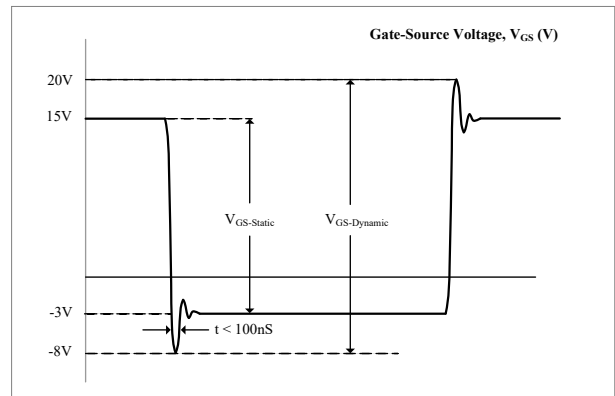 Gate-Source Voltage, VGS (V)
20V
15V
VGS-Static
VGS-Dynamic
-3V
t < 100nS
-8V